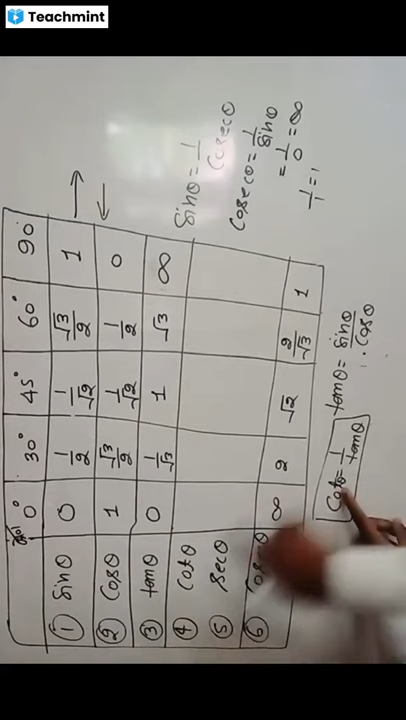 Teachmint
0° 30° 45° 60° 90°
① Sinθ 0 1/2 1/√2 √3/2 1 →
② Cosθ 1 √3/2 1/√2 1/2 0 ←
③ tanθ 0 1/√3 1 √3 ∞
④ Cotθ
⑤ Secθ
⑥ ∞ 2 √2 2/√3 1
Sinθ = 1/Cosecθ
Cosecθ = 1/Sinθ
= 1/0 = ∞
1/1 = 1
Cotθ = 1/tanθ
tanθ = Sinθ/Cosθ